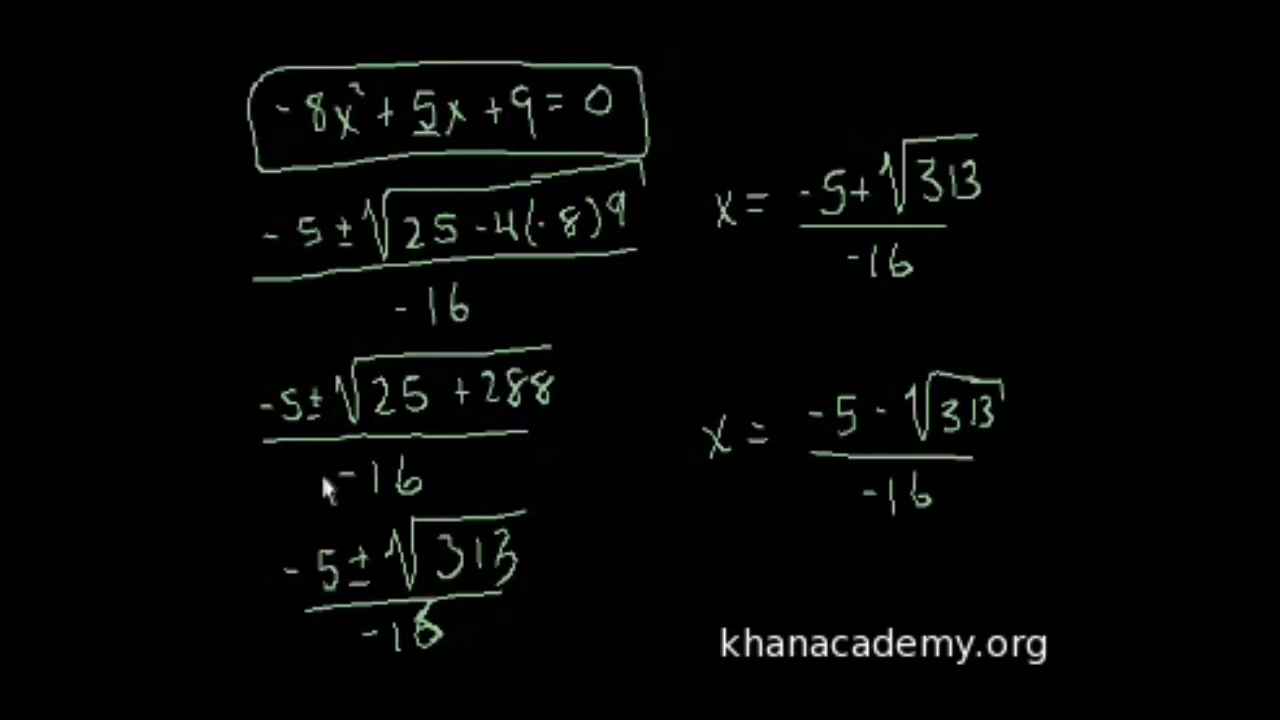 -8x² + 5x + 9 = 0
-5 ± √25 - 4(-8)9
-16
-5 ± √25 + 288
-16
-5 ± √313
-16
x = -5 + √313
-16
x = -5 - √313
-16
khanacademy.org